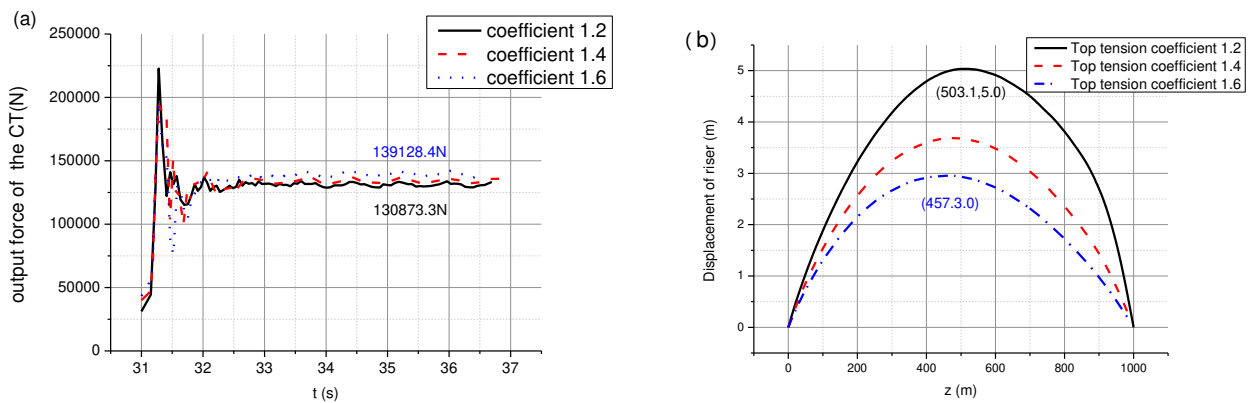 (a)
coefficient 1.2
coefficient 1.4
coefficient 1.6
250000
200000
150000
100000
50000
0
output force of the CT(N)
139128.4N
130873.3N
31 32 33 34 35 36 37
t (s)
(b)
Top tension coefficient 1.2
Top tension coefficient 1.4
Top tension coefficient 1.6
5
4
3
2
1
0
Displacement of riser (m)
(503.1,5.0)
(457.3.0)
0 200 400 600 800 1000
z (m)